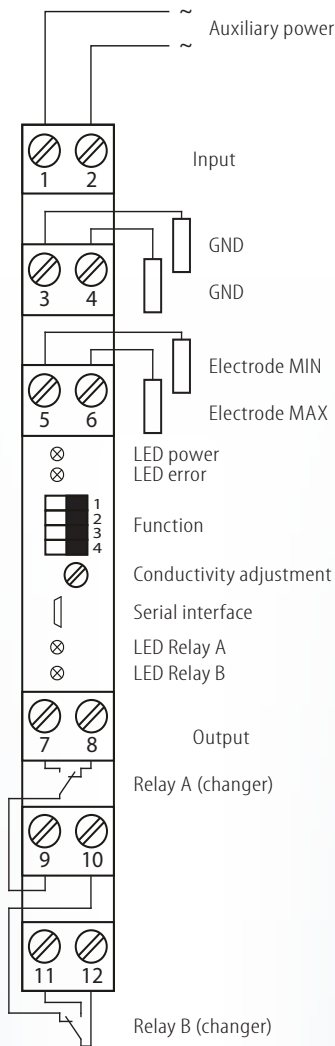 ~
Auxiliary power
~
1 2
Input
GND
3 4
GND
Electrode MIN
5 6
Electrode MAX
LED power
LED error
1
2
Function
3
4
Conductivity adjustment
Serial interface
LED Relay A
LED Relay B
7 8
Output
Relay A (changer)
9 10
11 12
Relay B (changer)